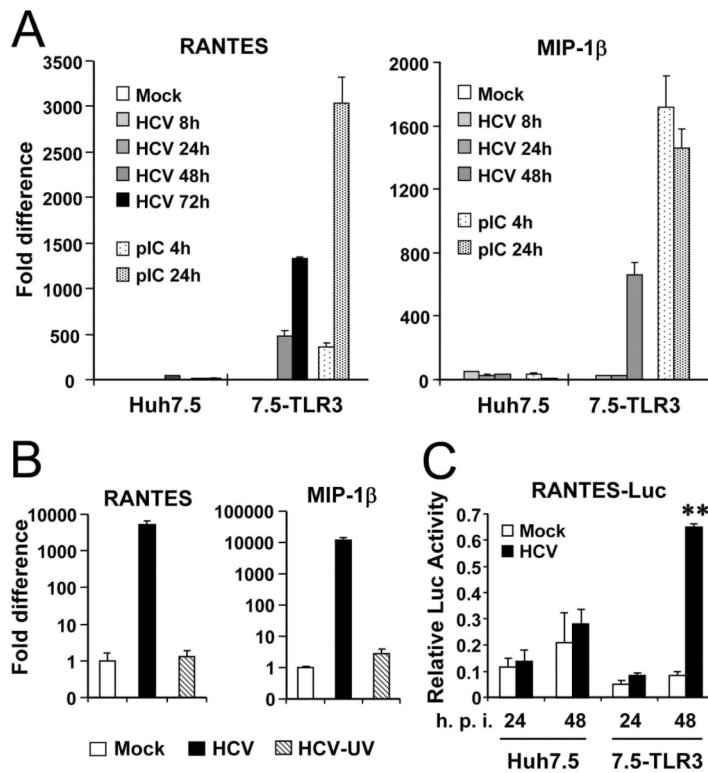 A
RANTES
Fold difference
3500
3000
2500
2000
1500
1000
500
0
Mock
HCV 8h
HCV 24h
HCV 48h
HCV 72h
pIC 4h
pIC 24h
Huh7.5
7.5-TLR3
MIP-1β
2000
1600
1200
800
400
0
Mock
HCV 8h
HCV 24h
HCV 48h
pIC 4h
pIC 24h
Huh7.5
7.5-TLR3
B
RANTES
Fold difference
10000
1000
100
10
1
0
MIP-1β
100000
10000
1000
100
10
1
0
Mock
HCV
HCV-UV
C
RANTES-Luc
Relative Luc Activity
0.7
0.6
0.5
0.4
0.3
0.2
0.1
0
Mock
HCV
**
h. p. i. 24 48 24 48
Huh7.5 7.5-TLR3